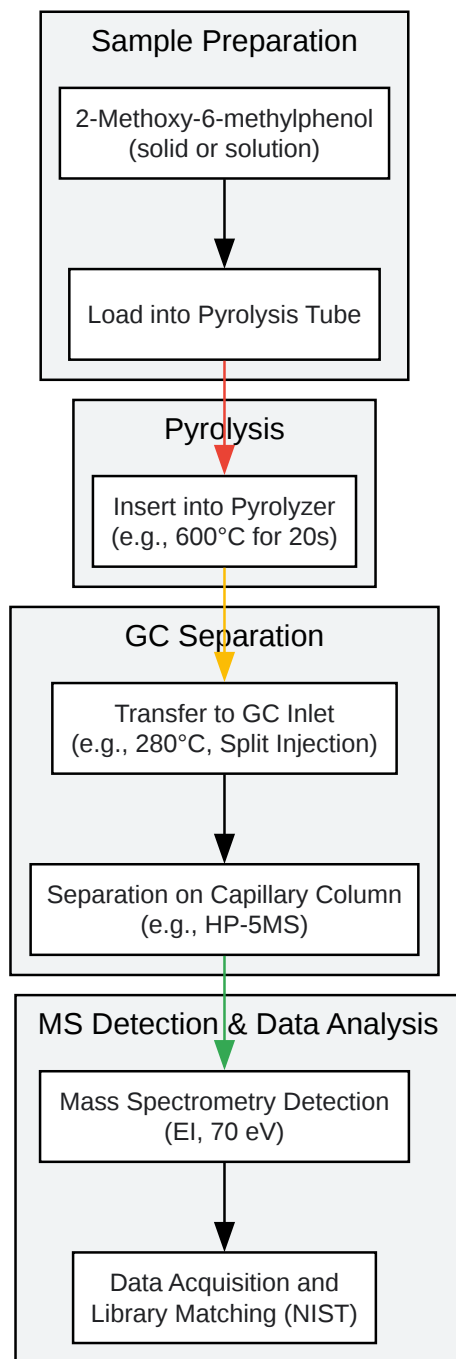 Sample Preparation
2-Methoxy-6-methylphenol
(solid or solution)
Load into Pyrolysis Tube
Pyrolysis
Insert into Pyrolyzer
(e.g., 600°C for 20s)
GC Separation
Transfer to GC Inlet
(e.g., 280°C, Split Injection)
Separation on Capillary Column
(e.g., HP-5MS)
MS Detection & Data Analysis
Mass Spectrometry Detection
(EI, 70 eV)
Data Acquisition and
Library Matching (NIST)